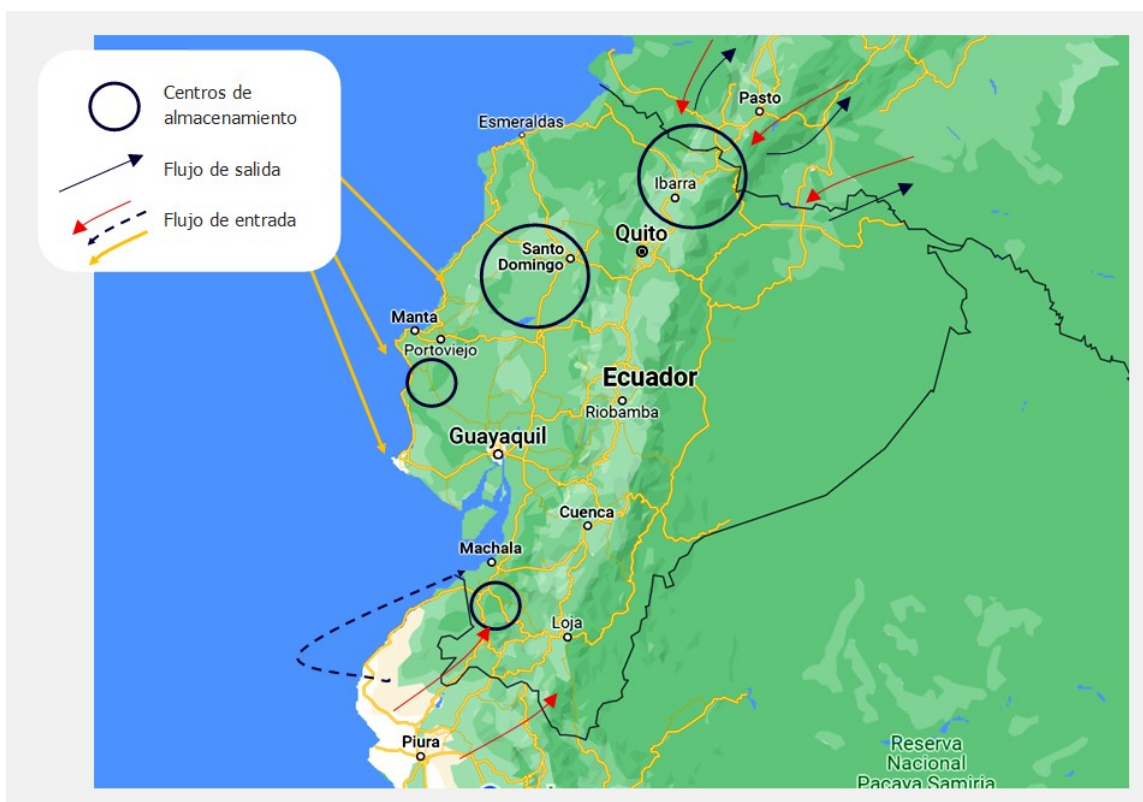 Centros de
almacenamiento
Flujo de salida
Flujo de entrada
Pasto
Esmeraldas
Ibarra
Quito
Santo
Domingo
Manta
Portoviejo
Ecuador
Riobamba
Guayaquil
Cuenca
Machala
Loja
Piura
Reserva
Nacional
Pacaya Samiria